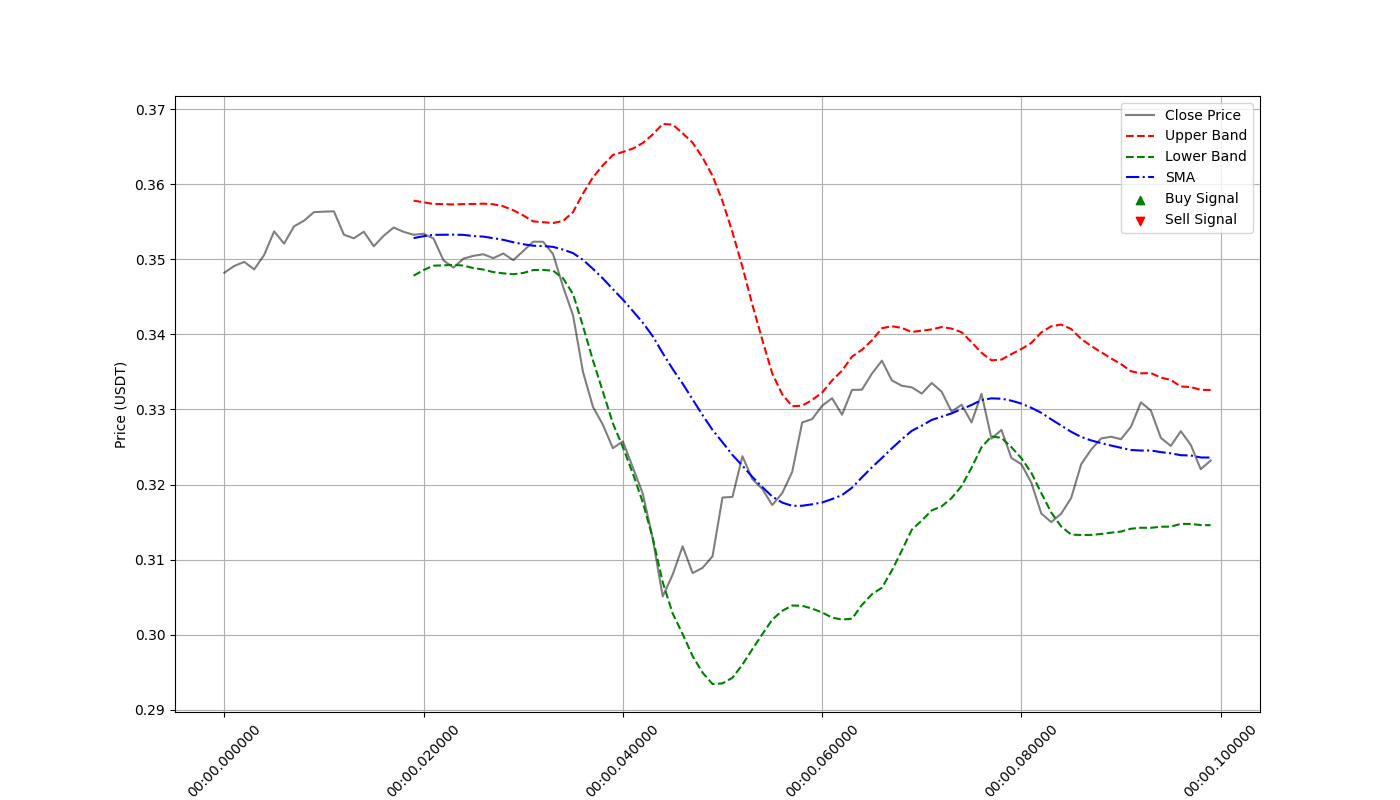 0.37
0.36
0.35
0.34
0.33
0.32
0.31
0.30
0.29
Price (USDT)
Close Price
Upper Band
Lower Band
SMA
Buy Signal
Sell Signal
00:00.000000
00:00.020000
00:00.040000
00:00.060000
00:00.080000
00:00.100000